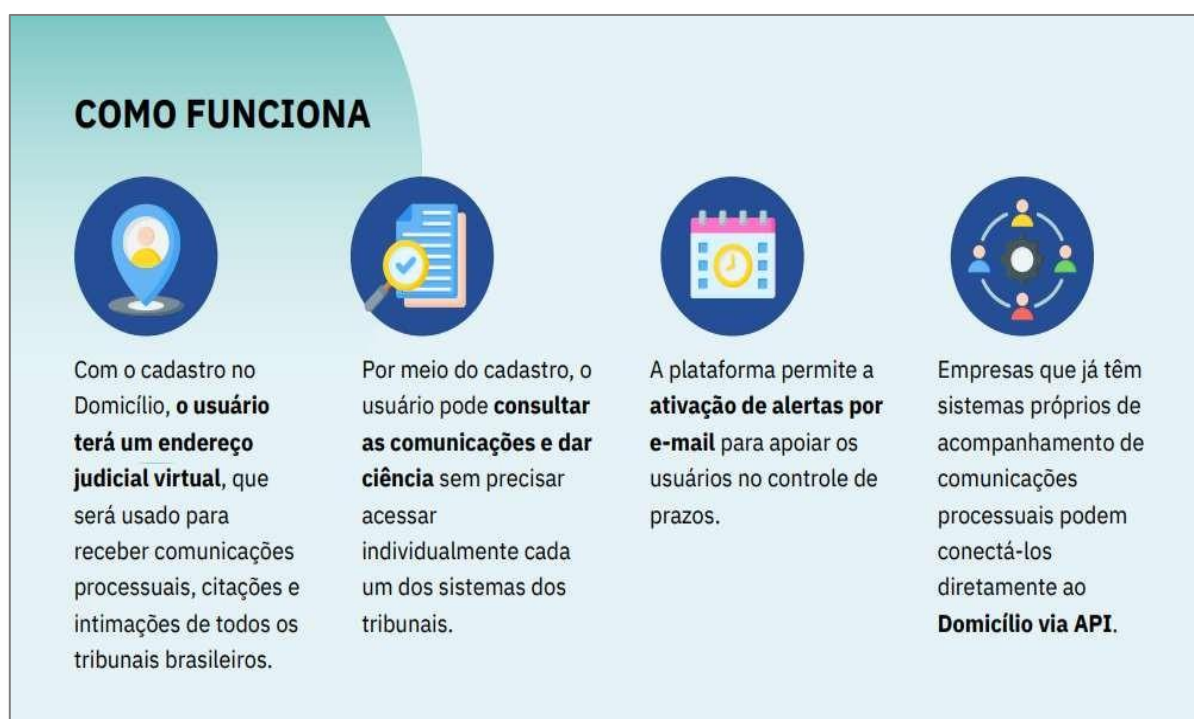 COMO FUNCIONA
Com o cadastro no
Domicílio, o usuário
terá um endereço
judicial virtual, que
será usado para
receber comunicações
processuais, citações e
intimações de todos os
tribunais brasileiros.
Por meio do cadastro, o
usuário pode consultar
as comunicações e dar
ciência sem precisar
acessar
individualmente cada
um dos sistemas dos
tribunais.
A plataforma permite a
ativação de alertas por
e-mail para apoiar os
usuários no controle de
prazos.
Empresas que já têm
sistemas próprios de
acompanhamento de
comunicações
processuais podem
conectá-los
diretamente ao
Domicílio via API.